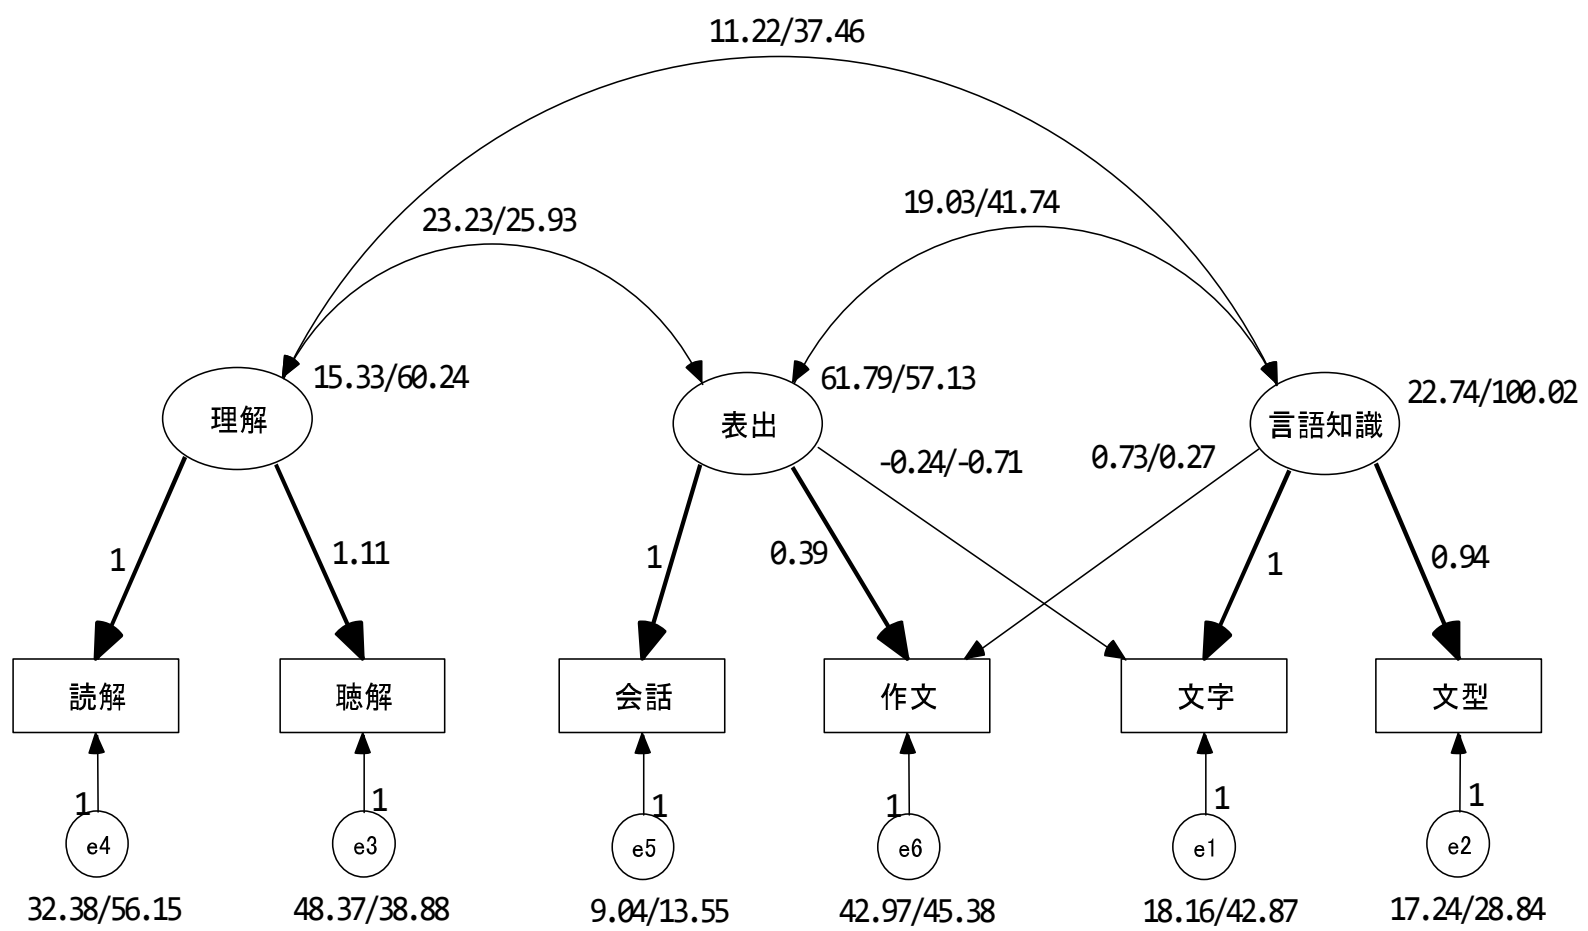 11.22/37.46
19.03/41.74
23.23/25.93
15.33/60.24
61.79/57.13
22.74/100.02
理解
表出
言語知識
-0.24/-0.71
0.73/0.27
1
1.11
1
0.39
1
0.94
読解
聴解
会話
作文
文字
文型
1
1
1
1
1
1
e4
e3
e5
e6
e1
e2
32.38/56.15
48.37/38.88
9.04/13.55
42.97/45.38
18.16/42.87
17.24/28.84